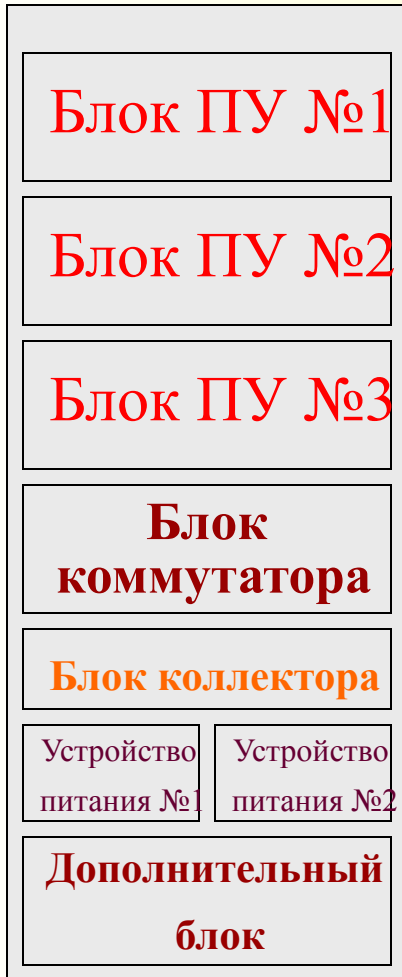 Блок ПУ №1
Блок ПУ №2
Блок ПУ №3
Блок
коммутатора
Блок коллектора
Устройство
питания №1
Устройство
питания №2
Дополнительный
блок